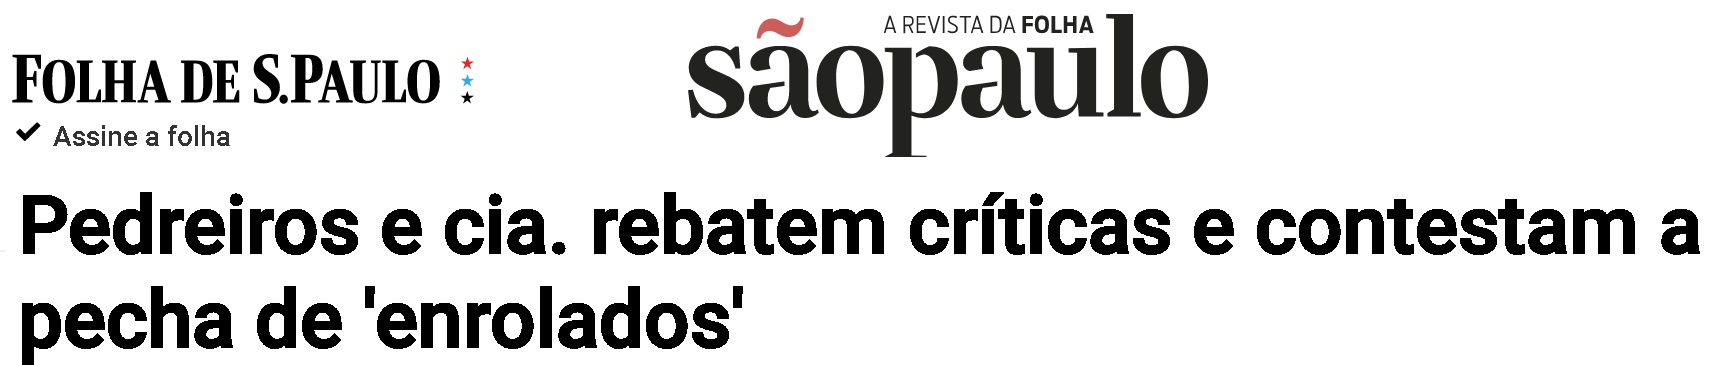 A REVISTA DA FOLHA
sãopaulo
FOLHA DE S.PAULO
Assine a folha
Pedreiros e cia. rebatem críticas e contestam a
pecha de 'enrolados'